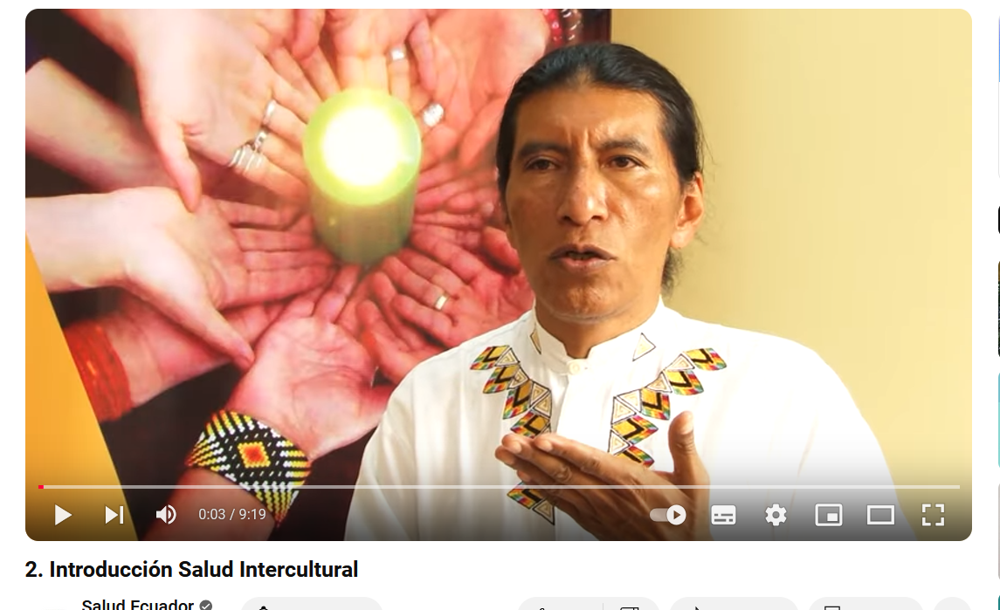 0:03 / 9:19
2. Introducción Salud Intercultural
Salud Ecuador